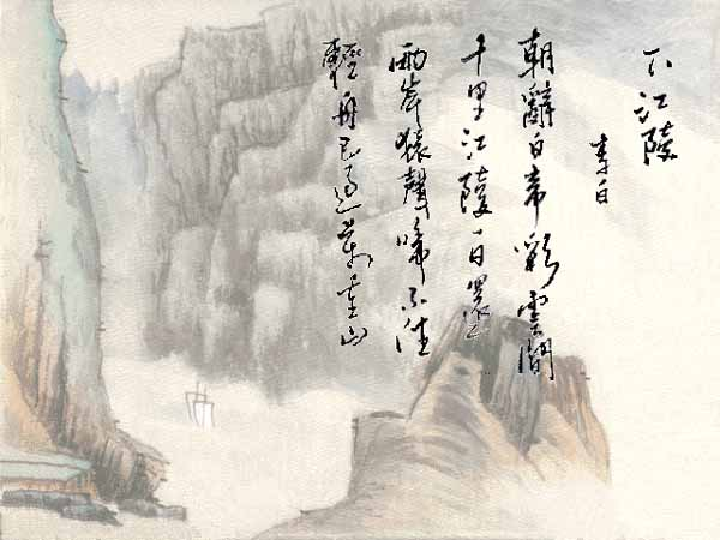 下江陵
李白
朝辭白帝彩雲間
千里江陵一日還
兩岸猿聲啼不住
輕舟已過萬重山